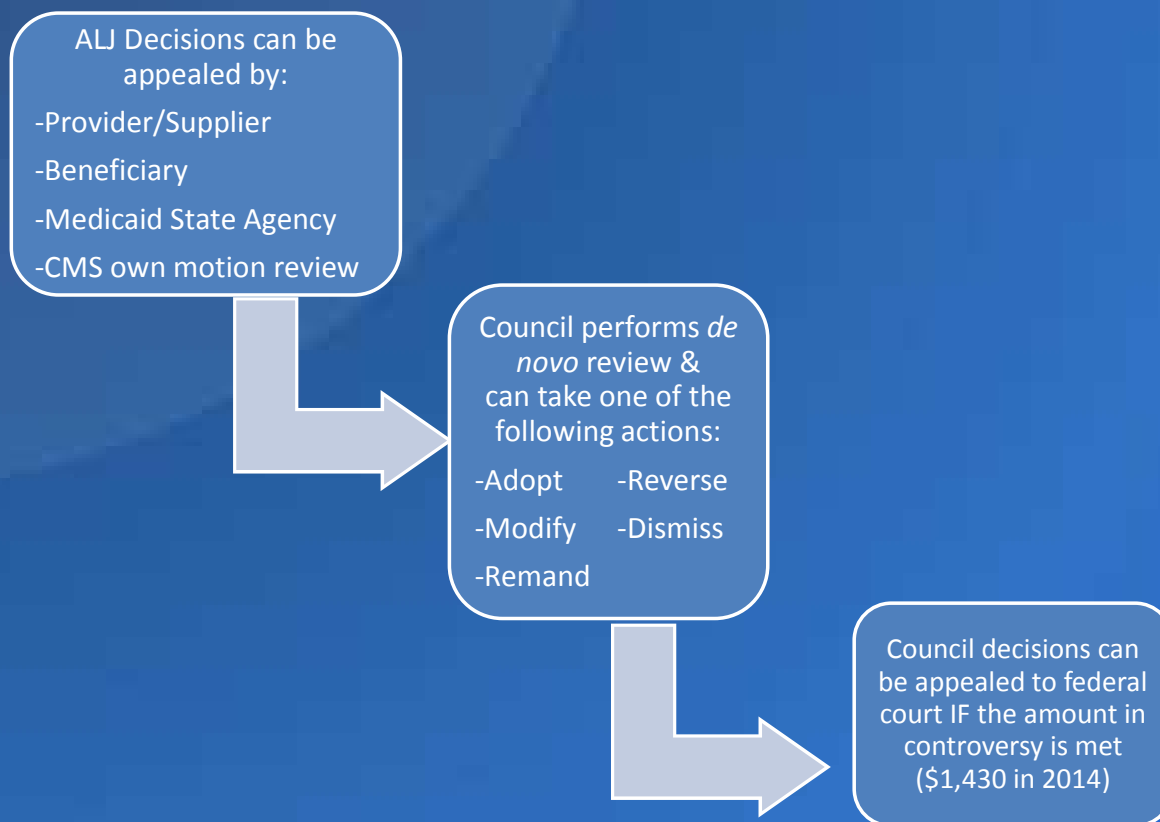 ALJ Decisions can be
appealed by:
-Provider/Supplier
-Beneficiary
-Medicaid State Agency
-CMS own motion review
Council performs de
novo review &
can take one of the
following actions:
-Adopt -Reverse
-Modify -Dismiss
-Remand
Council decisions can
be appealed to federal
court IF the amount in
controversy is met
($1,430 in 2014)